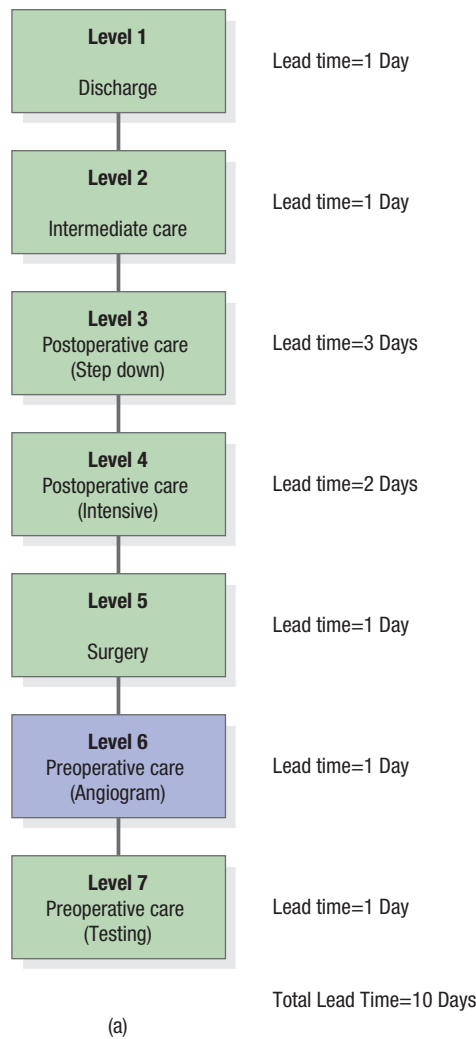 Level 1
Discharge
Lead time=1 Day
Level 2
Intermediate care
Lead time=1 Day
Level 3
Postoperative care
(Step down)
Lead time=3 Days
Level 4
Postoperative care
(Intensive)
Lead time=2 Days
Level 5
Surgery
Lead time=1 Day
Level 6
Preoperative care
(Angiogram)
Lead time=1 Day
Level 7
Preoperative care
(Testing)
Lead time=1 Day
Total Lead Time=10 Days
(a)